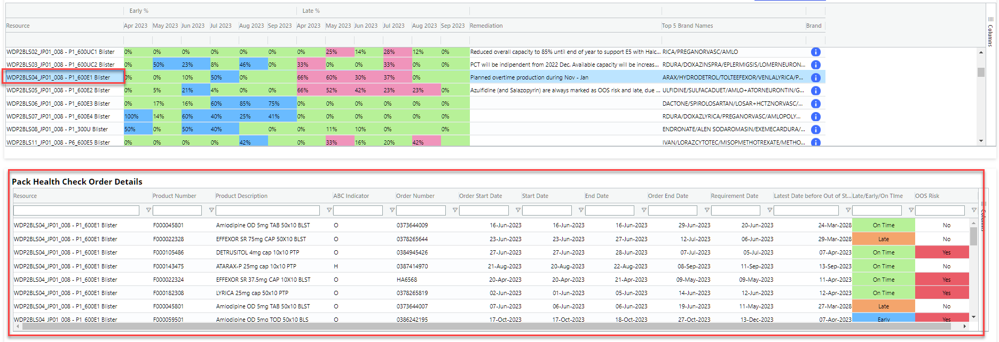 Early % Late %
Resource Apr 2023 May 2023 Jun 2023 Jul 2023 Aug 2023 Sep 2023 Apr 2023 May 2023 Jun 2023 Jul 2023 Aug 2023 Sep 2023 Remediation Top 5 Brand Names Brand
Columns
WDP2BLS02_JP01_008 - P1_600UC1 Blister 0% 0% 0% 0% 0% 0% 0% 25% 14% 28% 12% 0% Reduced overall capacity to 85% until end of year to support E5 with Halc... RICA/PREGANORVASC/AMLO
WDP2BLS03_JP01_008 - P1_600UC2 Blister 0% 50% 23% 8% 46% 0% 33% 0% 0% 33% 0% 0% PCT will be indipendent from 2022 Dec. Available capacity will be increas... RDURA/DOXAZINSPRA/EPLERMIGSIS/LOMERNEURON...
WDP2BLS04_JP01_008 - P1_600E1 Blister 0% 0% 10% 50% 0% 66% 60% 30% 37% 0% Planned overtime production during Nov - Jan ARAX/HYDRODETROL/TOLTEEFEXOR/VENLALYRICA/P...
WDP2BLS05_JP01_008 - P1_600E2 Blister 0% 5% 21% 4% 0% 0% 66% 52% 42% 23% 23% 0% Azulfidine (and Salazopyrin) are always marked as OOS risk and late, due ... ULFIDINE/SULFACADUET/AMLO+ATORNEURONTIN/G...
WDP2BLS06_JP01_008 - P1_600E3 Blister 0% 17% 16% 60% 85% 75% 0% 0% 0% 0% 0% 0% DACTONE/SPIROLOSARTAN/LOSAR+HCTZNORVASC/...
WDP2BLS07_JP01_008 - P1_600E4 Blister 100% 14% 60% 40% 25% 41% 0% 0% 0% 0% 0% 0% RDURA/DOXAZLYRICA/PREGANORVASC/AMLOPOLY...
WDP2BLS08_JP01_008 - P1_300U Blister 50% 0% 50% 40% 0% 0% 11% 10% 0% 0% ENDRONATE/ALEN SODAROMASIN/EXEMECARDURA/...
WDP2BLS11_JP01_008 - P6_600E5 Blister 0% 0% 0% 0% 42% 0% 33% 16% 20% 42% IVAN/LORAZCYTOTEC/MISOPMETHOTREXATE/METHO...
Pack Health Check Order Details
Resource Product Number Product Description ABC Indicator Order Number Order Start Date Start Date End Date Order End Date Requirement Date Latest Date before Out of St... Late/Early/On TIme OOS Risk
Columns
WDP2BLS04_JP01_008 - P1_600E1 Blister F000045801 Amlodipine OD 5mg TAB 50x10 BLST O 0373644009 16-Jun-2023 16-Jun-2023 16-Jun-2023 29-Jun-2023 20-Jun-2023 24-Mar-2028 On Time No
WDP2BLS04_JP01_008 - P1_600E1 Blister F000022328 EFFEXOR SR 75mg CAP 50X10 BLST O 0378265644 23-Jun-2023 23-Jun-2023 27-Jun-2023 12-Jul-2023 06-Jun-2023 29-Mar-2028 Late No
WDP2BLS04_JP01_008 - P1_600E1 Blister F000105486 DETRUSITOL 4mg cap 10x10 PTP O 0384945426 27-Jun-2023 27-Jun-2023 28-Jun-2023 07-Jul-2023 05-Jul-2023 07-Apr-2023 On Time Yes
WDP2BLS04_JP01_008 - P1_600E1 Blister F000143475 ATARAX-P 25mg cap 10x10 PTP H 0387414970 21-Aug-2023 20-Aug-2023 22-Aug-2023 08-Sep-2023 11-Sep-2023 13-Sep-2023 On Time No
WDP2BLS04_JP01_008 - P1_600E1 Blister F000022324 EFFEXOR SR 37.5mg CAP 10X10 BLST O HA6568 20-Apr-2023 20-Apr-2023 21-Apr-2023 09-May-2023 09-May-2023 11-Apr-2023 On Time Yes
WDP2BLS04_JP01_008 - P1_600E1 Blister F000182308 LYRICA 25mg cap 50x10 PTP O 0378265819 02-Jun-2023 01-Jun-2023 05-Jun-2023 14-Jun-2023 12-Jun-2023 12-Apr-2023 On Time Yes
WDP2BLS04_JP01_008 - P1_600E1 Blister F000045801 Amlodipine OD 5mg TAB 50x10 BLST O 0373644007 07-Jun-2023 06-Jun-2023 06-Jun-2023 19-Jun-2023 11-May-2023 27-Mar-2028 Late No
WDP2BLS04_JP01_008 - P1_600E1 Blister F000059501 Amlodipine OD 5mg TOD 50x10 BLS O 0386242195 17-Oct-2023 17-Oct-2023 18-Oct-2023 27-Oct-2023 13-Dec-2023 07-Apr-2023 Early Yes